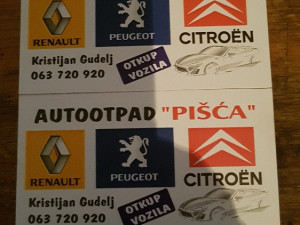 RENAULT PEUGEOT CITROËN
Kristijan Gudelj
063 720 920
OTKUP
VOZILA
AUTOOTPAD "PIŠĆA"
RENAULT PEUGEOT CITROËN
Kristijan Gudelj
063 720 920
OTKUP
VOZILA